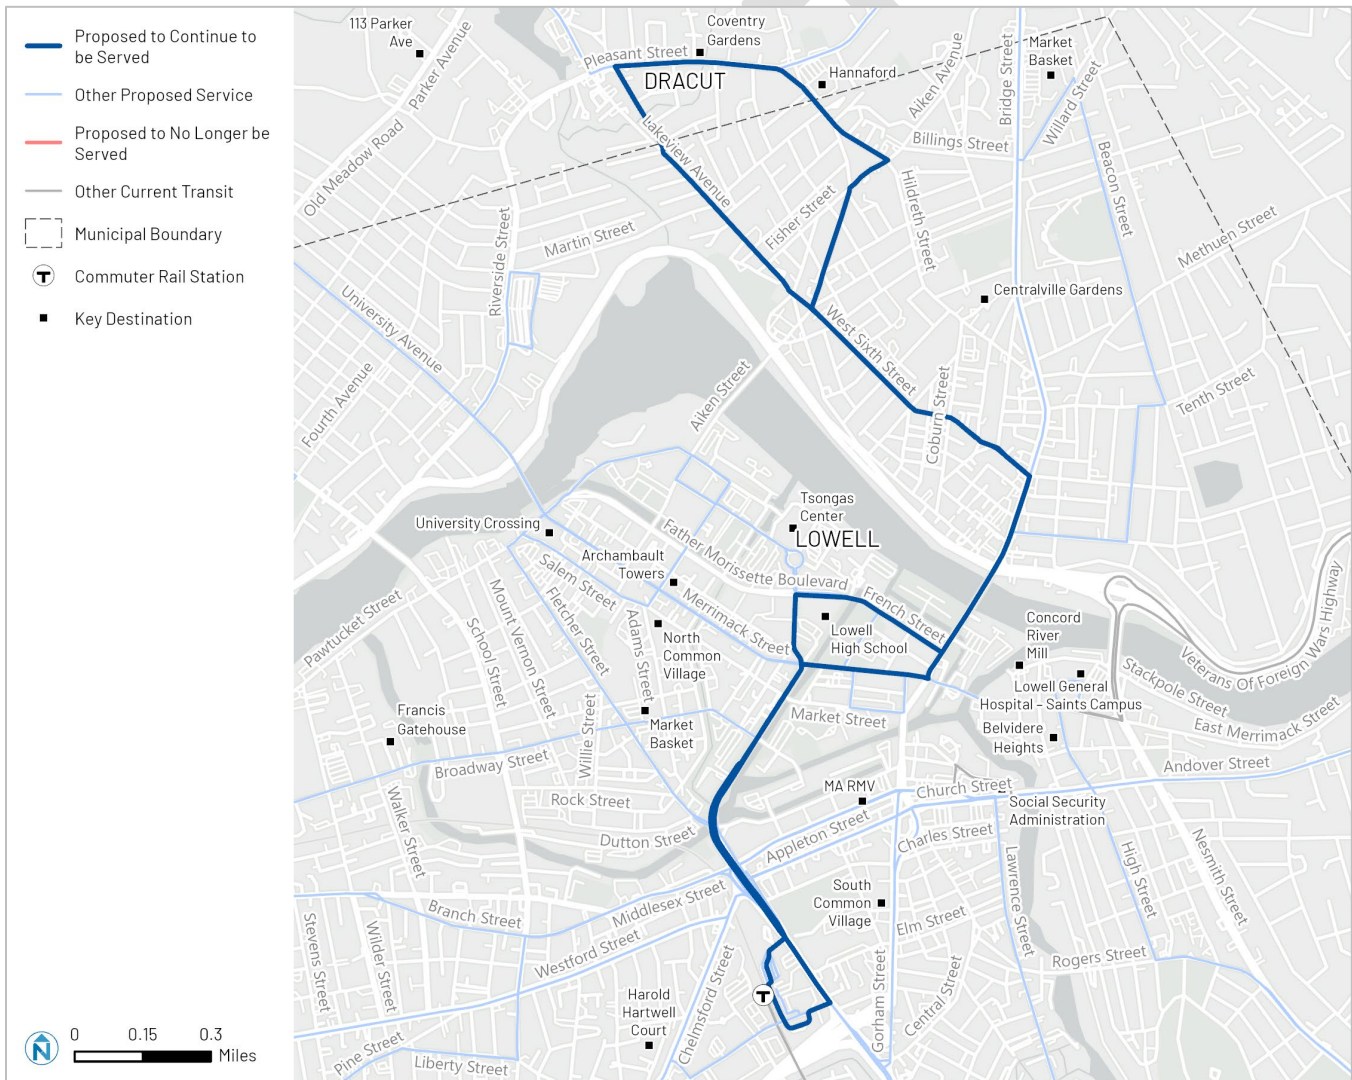 Proposed to Continue to
be Served
Other Proposed Service
Proposed to No Longer be
Served
Other Current Transit
Municipal Boundary
T
Commuter Rail Station
Key Destination
N
0
0.15
0.3
Miles
113 Parker
Ave
Parker Avenue
Old Meadow Road
Pleasant Street
Coventry
Gardens
DRACUT
Hannaford
Aiken Avenue
Bridge Street
Market
Basket
Willard Street
Billings Street
Beacon Street
Lakeview Avenue
Fisher Street
Hildreth Street
Methuen Street
Martin Street
Riverside Street
University Avenue
Fourth Avenue
Centralville Gardens
West Sixth Street
Coburn Street
Tenth Street
Aiken Street
Tsongas
Center
LOWELL
University Crossing
Archambault
Towers
Father Morissette Boulevard
French Street
Salem Street
Fletcher Street
Adams Street
Merrimack Street
Lowell
High School
North
Common
Village
Mount Vernon Street
School Street
Pawtucket Street
Concord
River
Mill
Lowell General
Hospital – Saints Campus
Stackpole Street
Veterans Of Foreign Wars Highway
East Merrimack Street
Belvidere
Heights
Andover Street
Francis
Gatehouse
Market
Basket
Market Street
Willie Street
Broadway Street
Walker Street
Rock Street
Dutton Street
MA RMV
Church Street
Social Security
Administration
Appleton Street
Charles Street
Lawrence Street
High Street
Nesmith Street
South
Common
Village
Elm Street
Middlesex Street
Branch Street
Westford Street
Stevens Street
Wilder Street
Rogers Street
Gorham Street
Central Street
Chelmsford Street
T
Harold
Hartwell
Court
Pine Street
Liberty Street